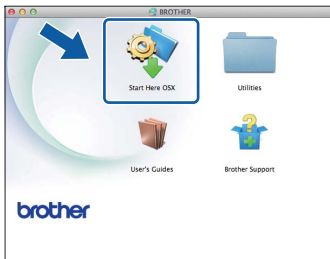 BROTHER
Start Here OSX
Utilities
User's Guides
Brother Support
brother